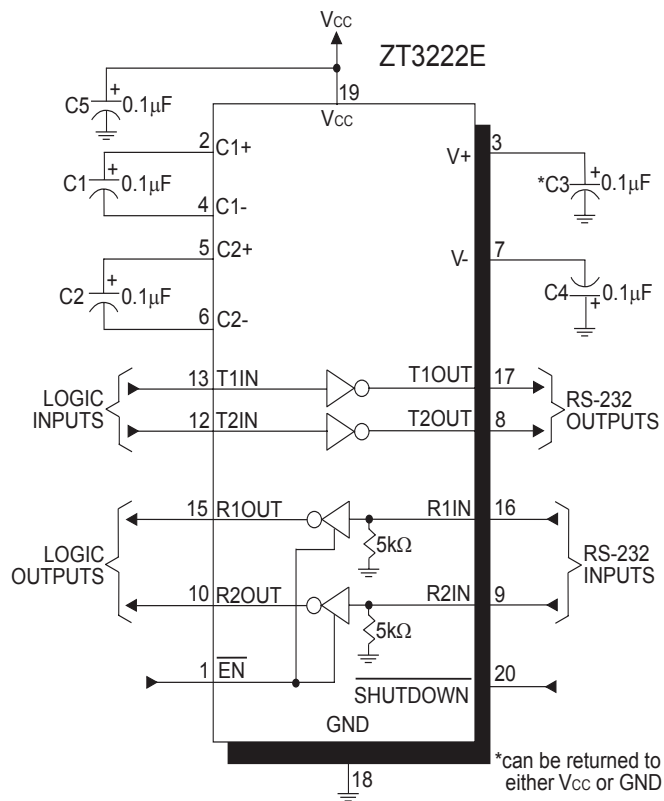 Vcc
ZT3222E
19
Vcc
C5 + 0.1µF
2 C1+
C1 + 0.1µF
4 C1-
5 C2+
C2 + 0.1µF
6 C2-
V+ 3
*C3 + 0.1µF
V- 7
C4 + 0.1µF
LOGIC INPUTS
13 T1IN T1OUT 17
12 T2IN T2OUT 8
RS-232 OUTPUTS
LOGIC OUTPUTS
15 R1OUT R1IN 16
5kΩ
10 R2OUT R2IN 9
5kΩ
RS-232 INPUTS
1 EN
SHUTDOWN 20
GND
18
*can be returned to
either Vcc or GND